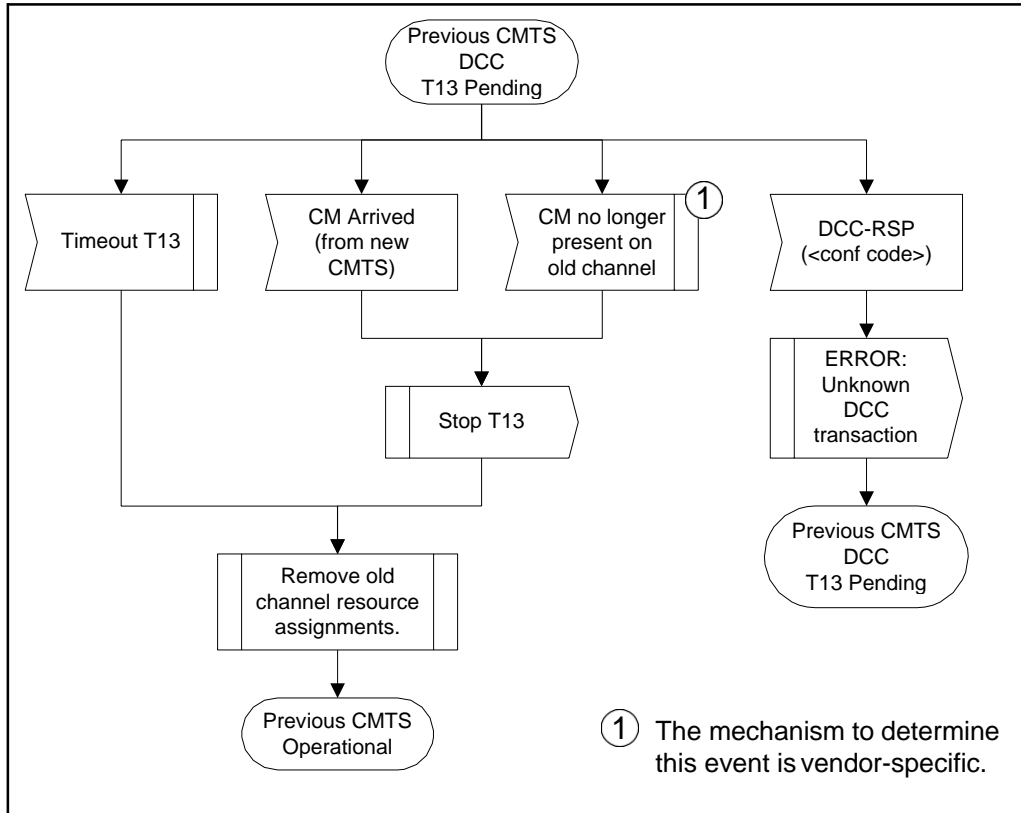 Previous CMTS
DCC
T13 Pending
Timeout T13
CM Arrived
(from new
CMTS)
CM no longer
present on
old channel
1
DCC-RSP
(<conf code>)
Stop T13
ERROR:
Unknown
DCC
transaction
Previous CMTS
DCC
T13 Pending
Remove old
channel resource
assignments.
Previous CMTS
Operational
1 The mechanism to determine
this event is vendor-specific.